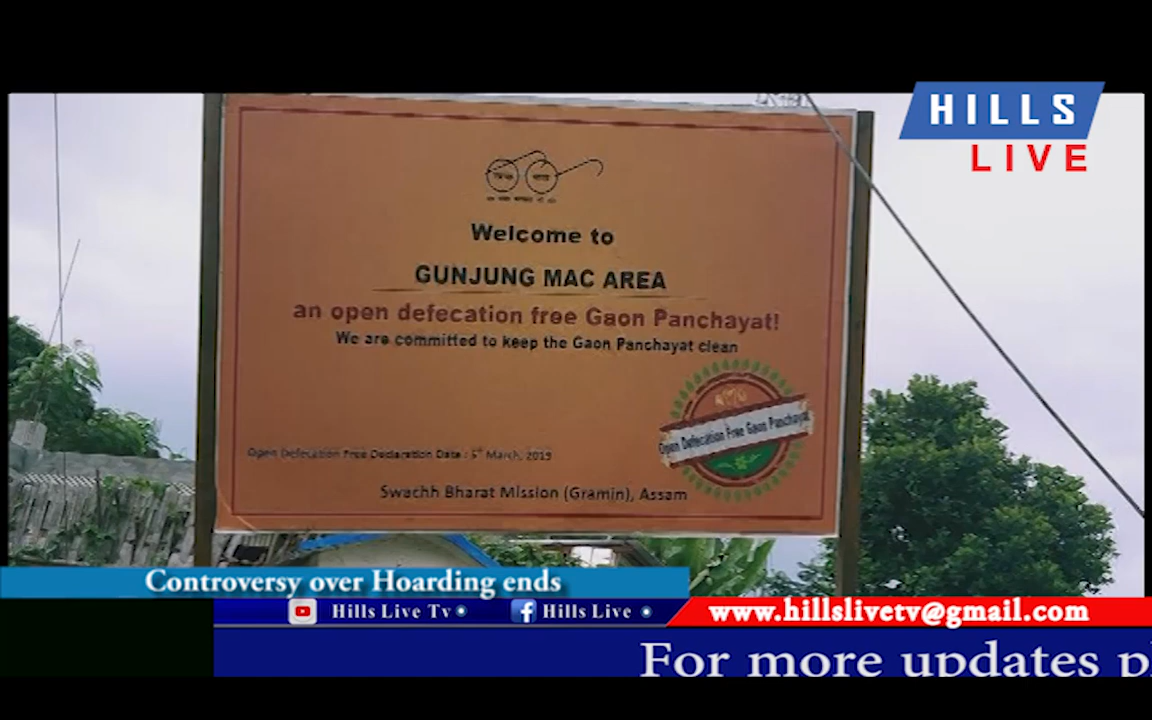 HILLS
LIVE
Welcome to
GUNJUNG MAC AREA
an open defecation free Gaon Panchayat!
We are committed to keep the Gaon Panchayat clean
Open Defecation Free Gaon Panchayat
Open Defecation Free Declaration Date : 5th March, 2019
Swachh Bharat Mission (Gramin), Assam
Controversy over Hoarding ends
Hills Live Tv
Hills Live
www.hillslivetv@gmail.com
For more updates pl